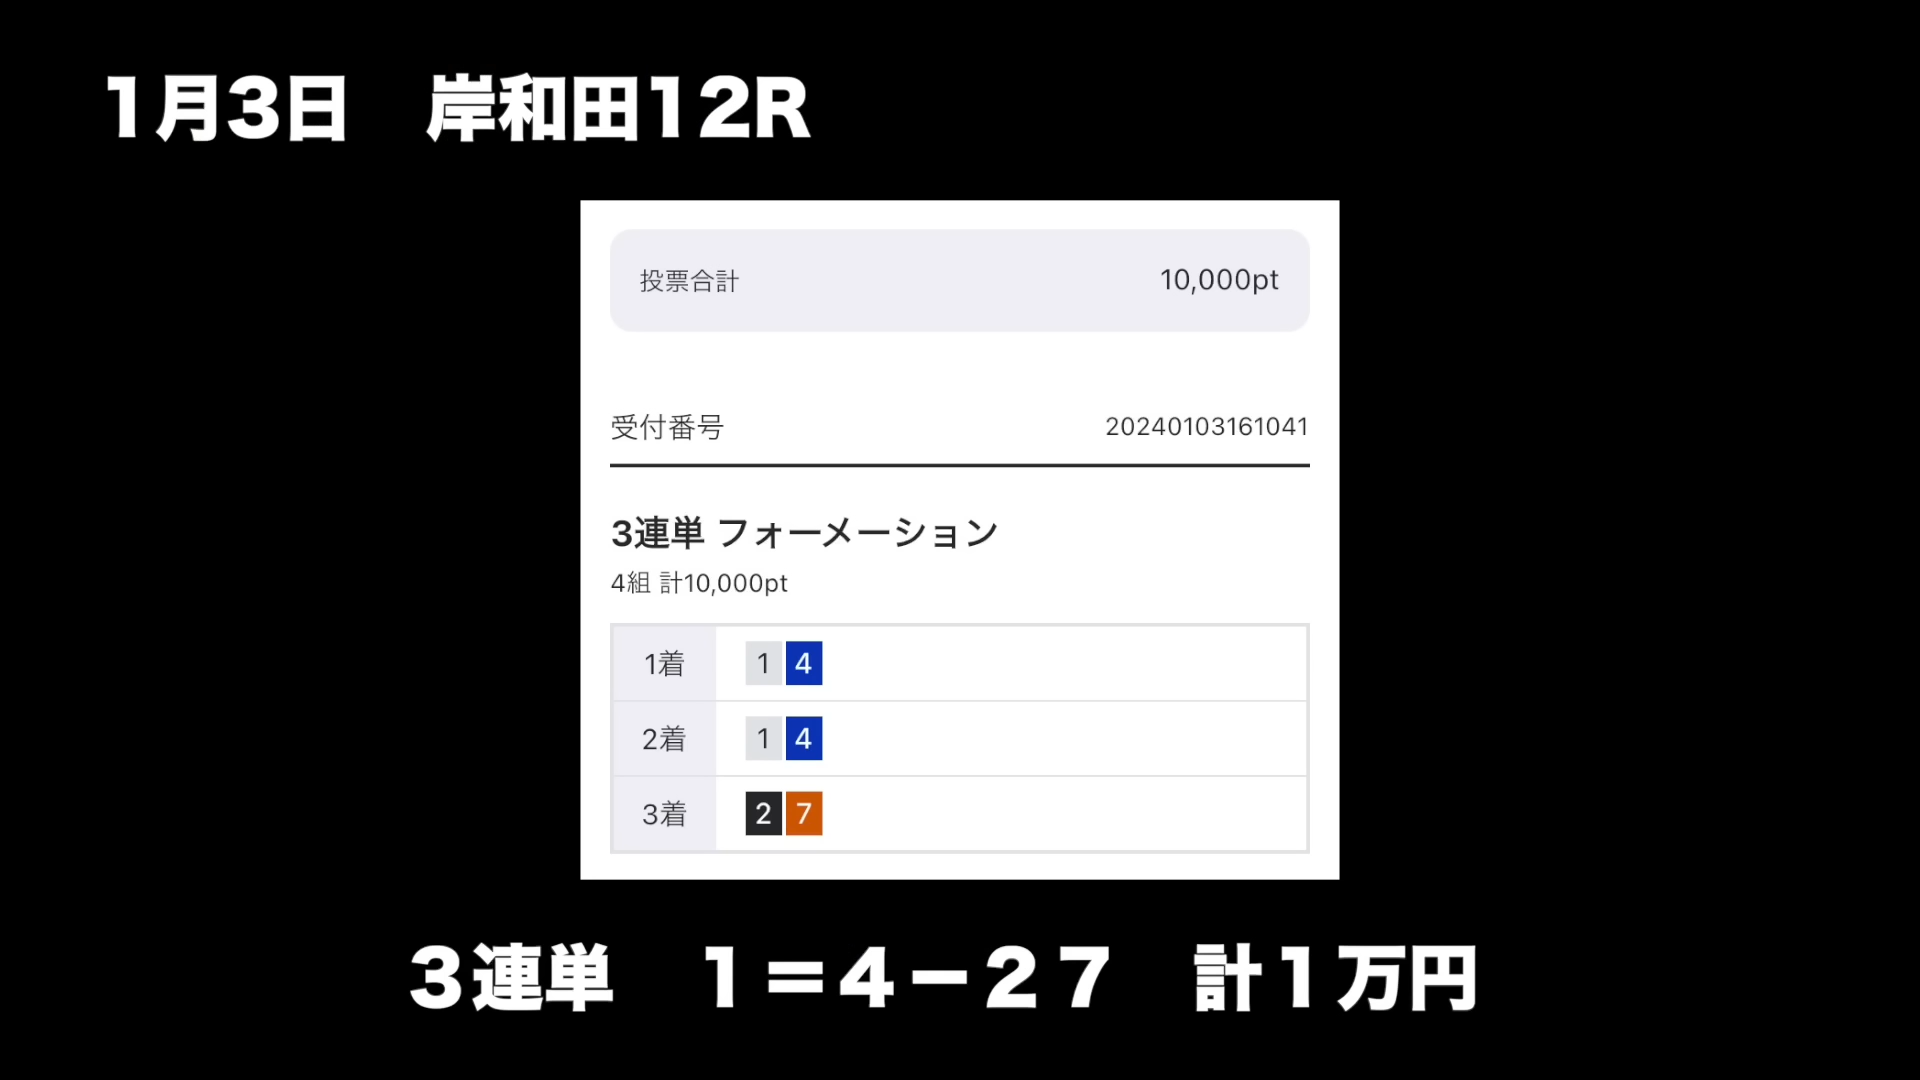 1月3日　岸和田12R
投票合計 10,000pt
受付番号 20240103161041
3連単 フォーメーション
4組 計10,000pt
1着 1 4
2着 1 4
3着 2 7
３連単　１＝４－２７　計１万円